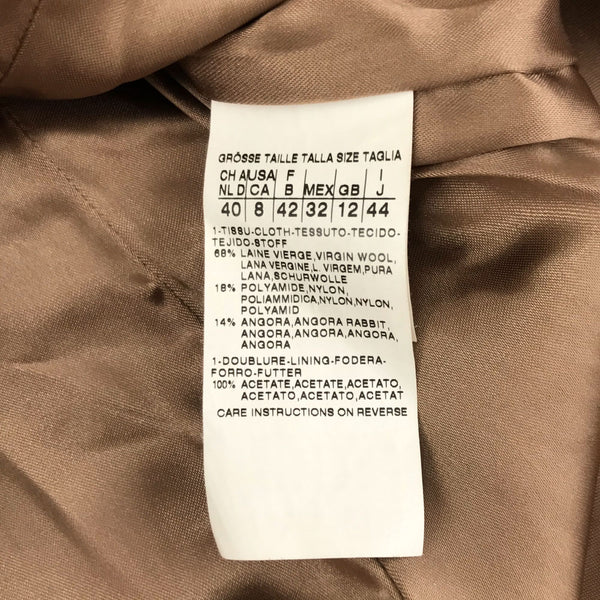 GRÖSSE TAILLE TALLA SIZE TAGLIA
CH A USA F I
NL D CA B MEX GB J
40 8 42 32 12 44
1-TISSU-CLOTH-TESSUTO-TECIDO-
TEJIDO-STOFF
68% LAINE VIERGE,VIRGIN WOOL,
LANA VERGINE,L. VIRGEM,PURA
LANA,SCHURWOLLE
18% POLYAMIDE,NYLON,
POLIAMMIDICA,NYLON,NYLON,
POLYAMID
14% ANGORA,ANGORA RABBIT,
ANGORA,ANGORA,ANGORA,
ANGORA
1-DOUBLURE-LINING-FODERA-
FORRO-FUTTER
100% ACETATE,ACETATE,ACETATO,
ACETATO,ACETATO,ACETAT
CARE INSTRUCTIONS ON REVERSE